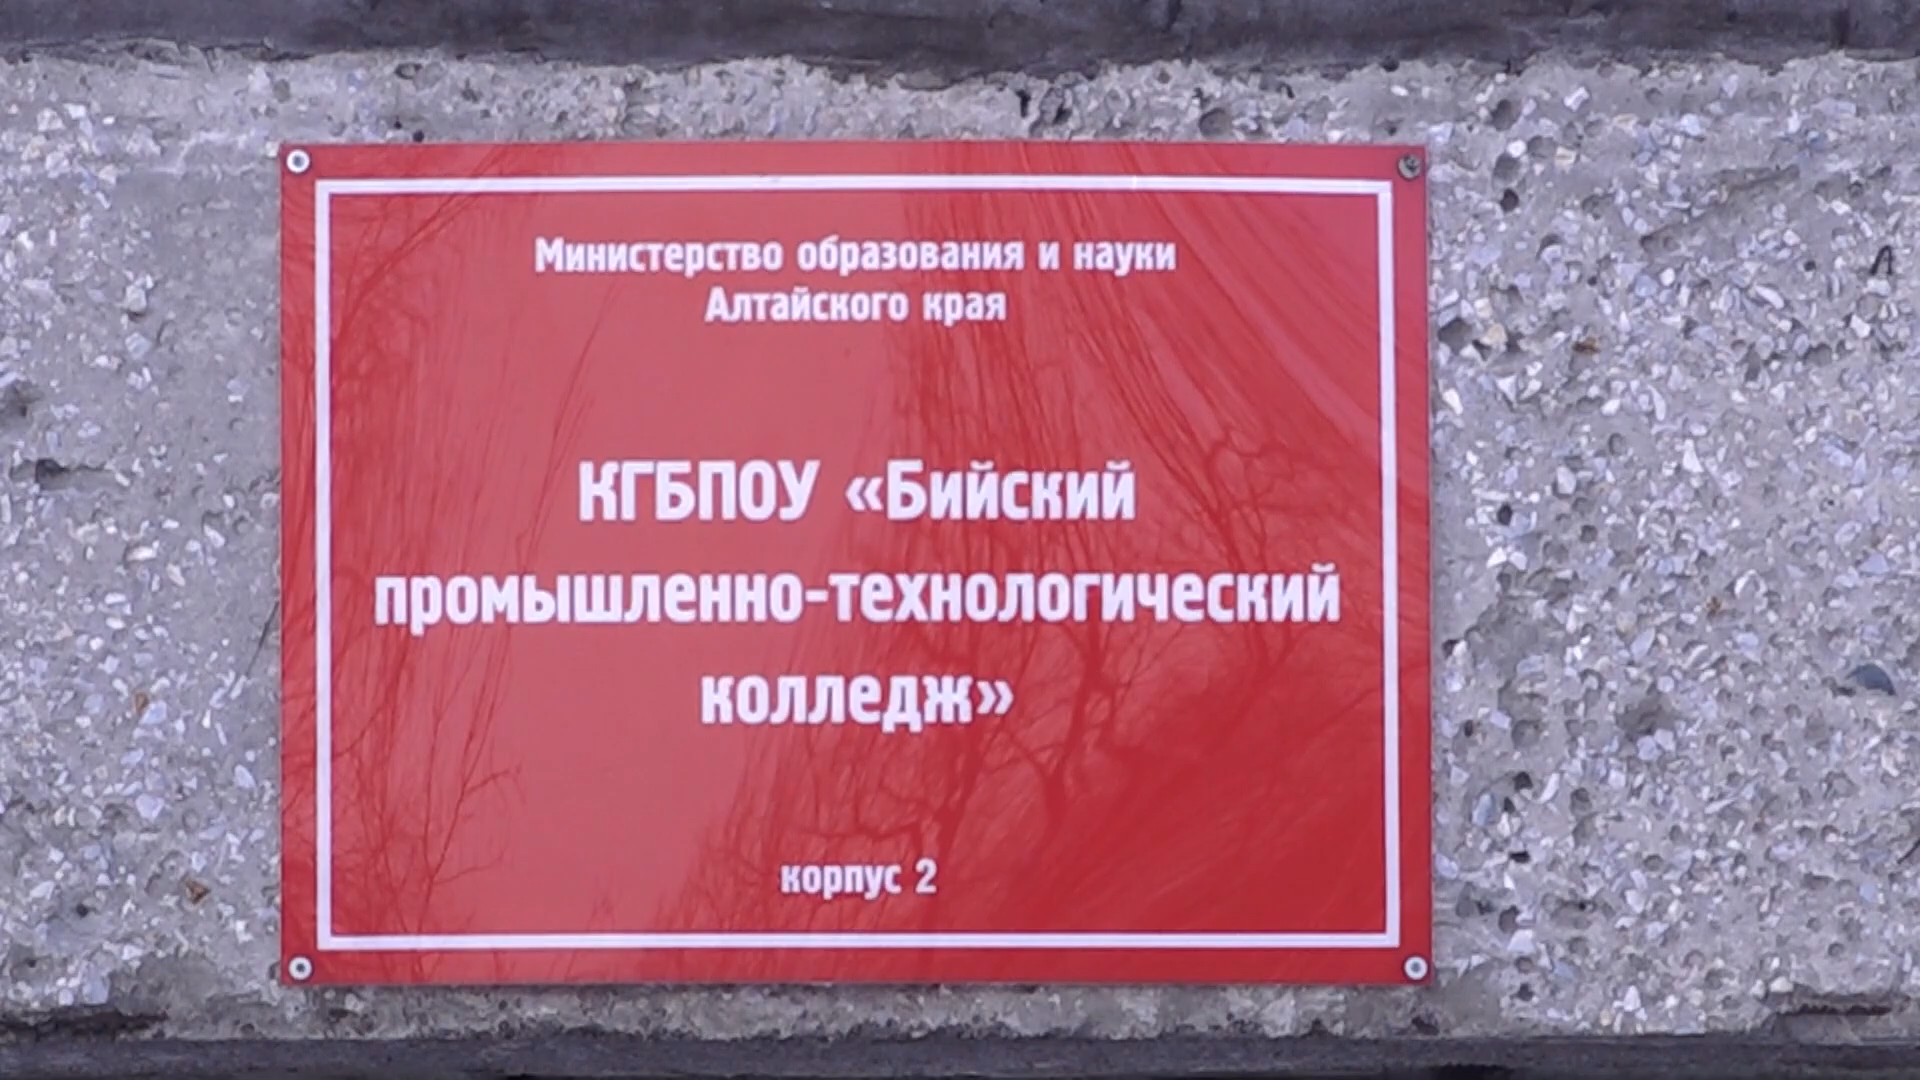 Министерство образования и науки
Алтайского края
КГБПОУ «Бийский
промышленно-технологический
колледж»
корпус 2